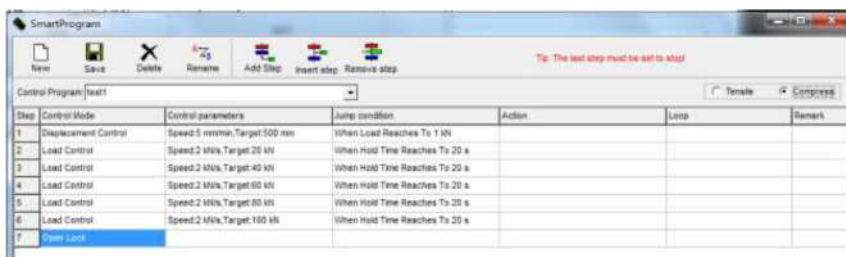 SmartProgram
New Save Delete Rename Add Step Insert step Remove step Tip: The last step must be set to stop!
Control Program: test1 Tensile Compress
Step Control Mode Control parameters Jump condition Action Loop Remark
1 Displacement Control Speed:5 mm/min,Target:500 mm When Load Reaches To 1 kN
2 Load Control Speed:2 kN/s,Target:20 kN When Hold Time Reaches To 20 s
3 Load Control Speed:2 kN/s,Target:40 kN When Hold Time Reaches To 20 s
4 Load Control Speed:2 kN/s,Target:60 kN When Hold Time Reaches To 20 s
5 Load Control Speed:2 kN/s,Target:80 kN When Hold Time Reaches To 20 s
6 Load Control Speed:2 kN/s,Target:100 kN When Hold Time Reaches To 20 s
7 Open Lock